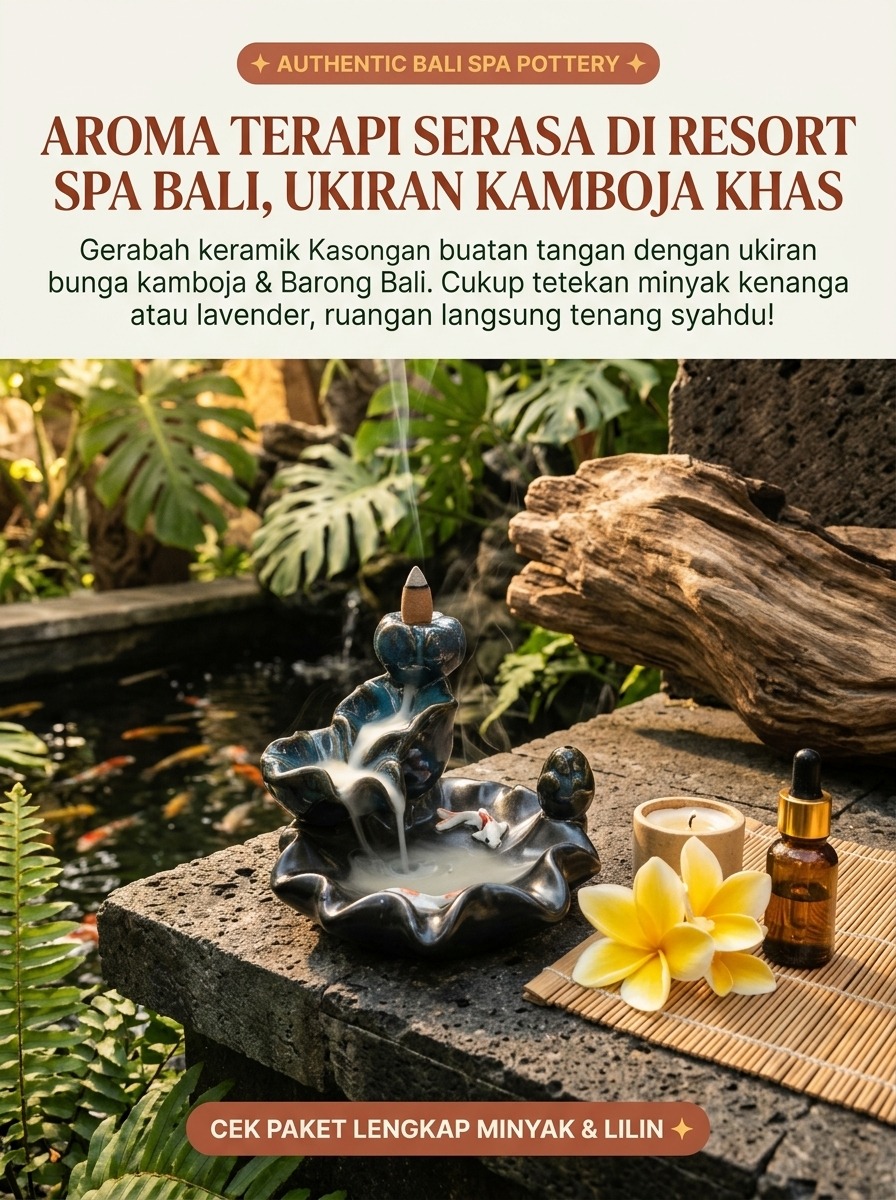 ✦ AUTHENTIC BALI SPA POTTERY ✦
AROMA TERAPI SERASA DI RESORT
SPA BALI, UKIRAN KAMBOJA KHAS
Gerabah keramik Kasongan buatan tangan dengan ukiran
bunga kamboja & Barong Bali. Cukup tetekan minyak kenanga
atau lavender, ruangan langsung tenang syahdu!
CEK PAKET LENGKAP MINYAK & LILIN ✦